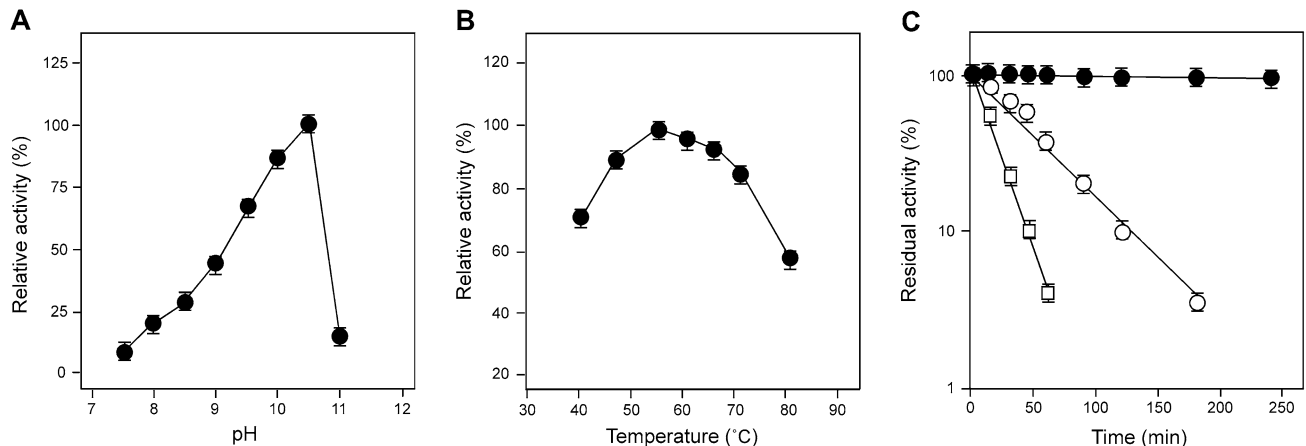 A
Relative activity (%)
125
100
75
50
25
0
7 8 9 10 11 12
pH
B
Relative activity (%)
120
100
80
60
40
20
30 40 50 60 70 80 90
Temperature (˚C)
C
Residual activity (%)
100
10
1
0 50 100 150 200 250
Time (min)